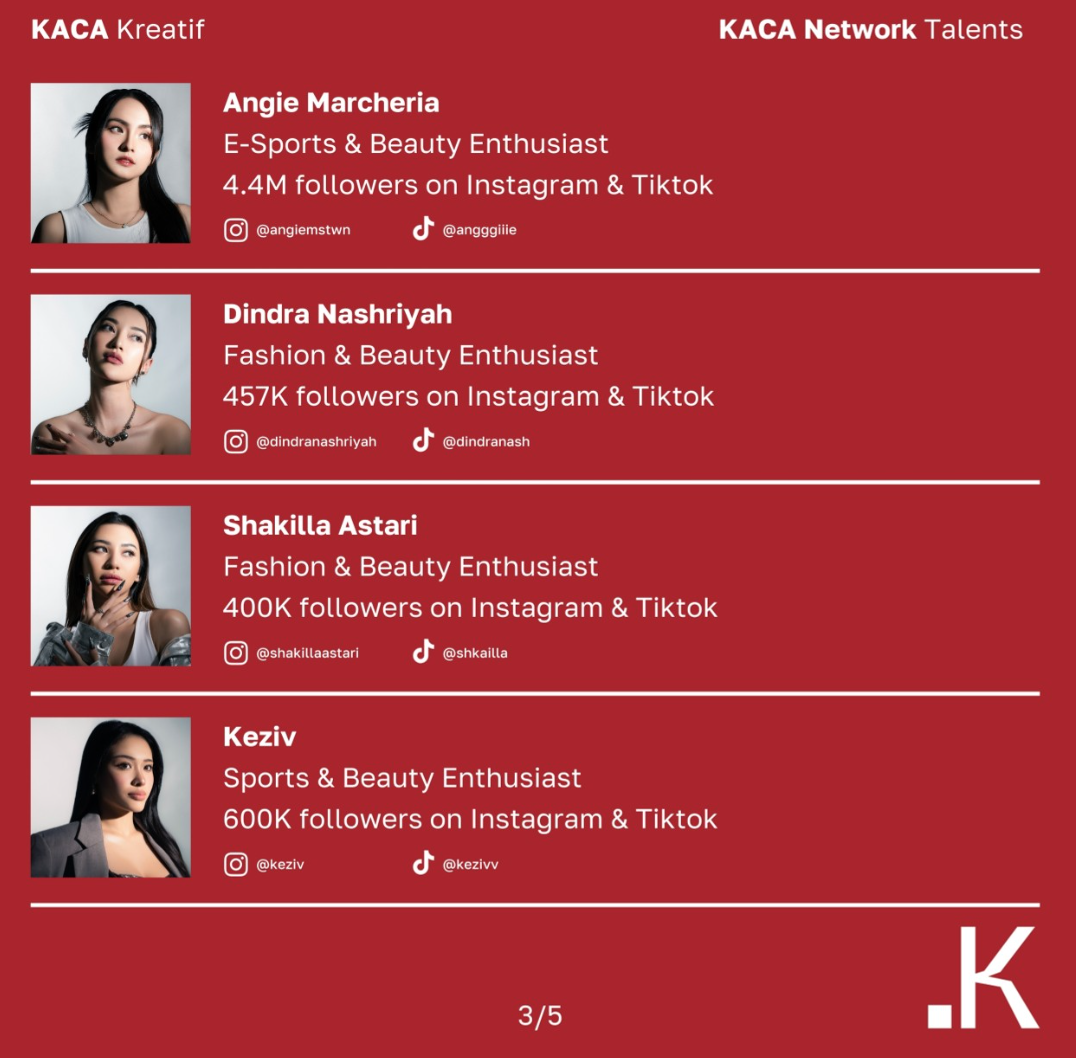 KACA Kreatif
KACA Network Talents
Angie Marcheria
E-Sports & Beauty Enthusiast
4.4M followers on Instagram & Tiktok
@angiemstwn @angggiiie
Dindra Nashriyah
Fashion & Beauty Enthusiast
457K followers on Instagram & Tiktok
@dindranashriyah @dindranash
Shakilla Astari
Fashion & Beauty Enthusiast
400K followers on Instagram & Tiktok
@shakillaastari @shkailla
Keziv
Sports & Beauty Enthusiast
600K followers on Instagram & Tiktok
@keziv @kezivv
.K
3/5